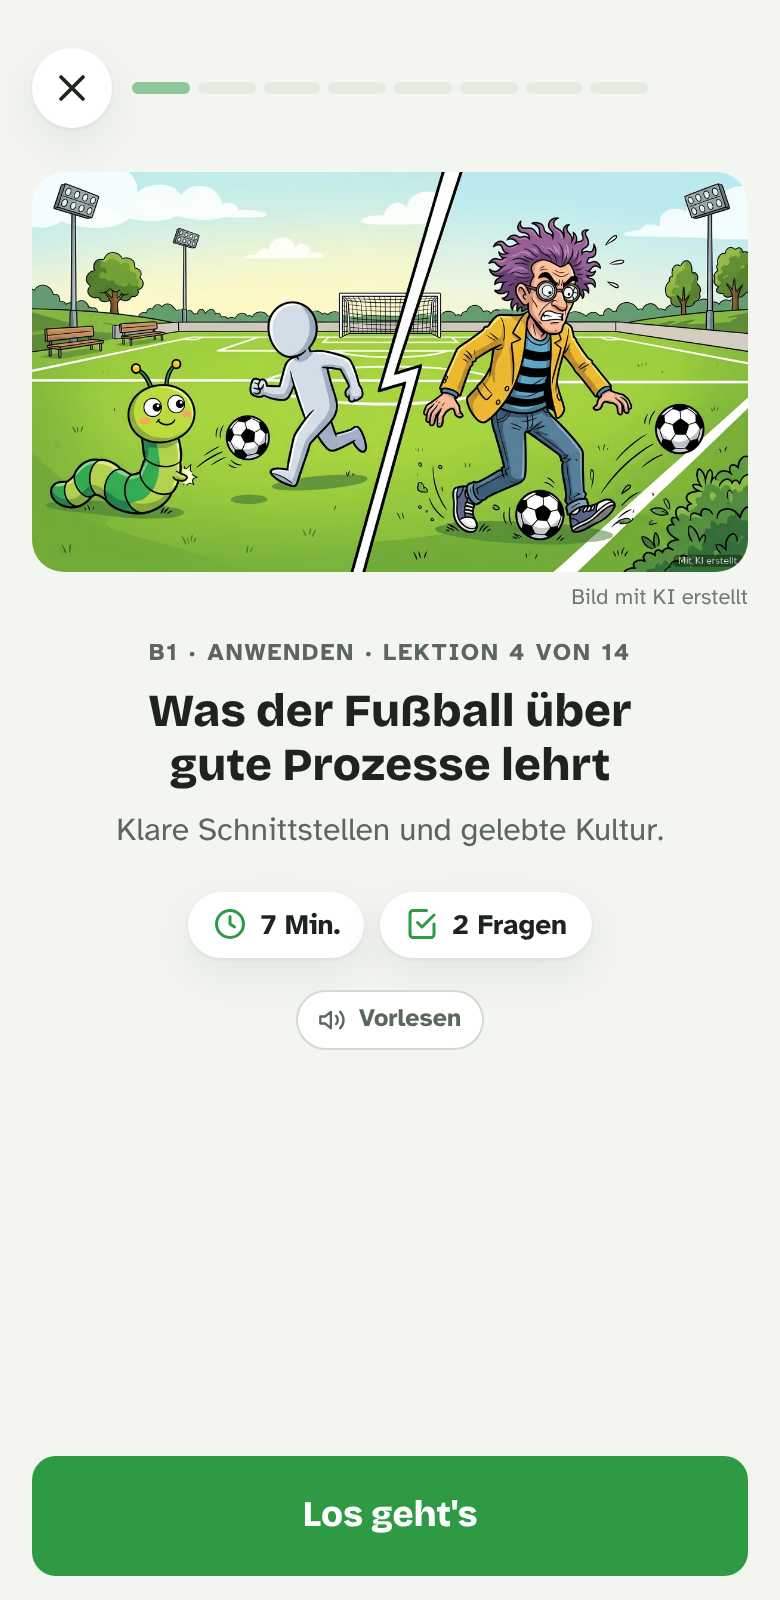 Mit KI erstellt
Bild mit KI erstellt
B1 · ANWENDEN · LEKTION 4 VON 14
Was der Fußball über
gute Prozesse lehrt
Klare Schnittstellen und gelebte Kultur.
7 Min.
2 Fragen
Vorlesen
Los geht's